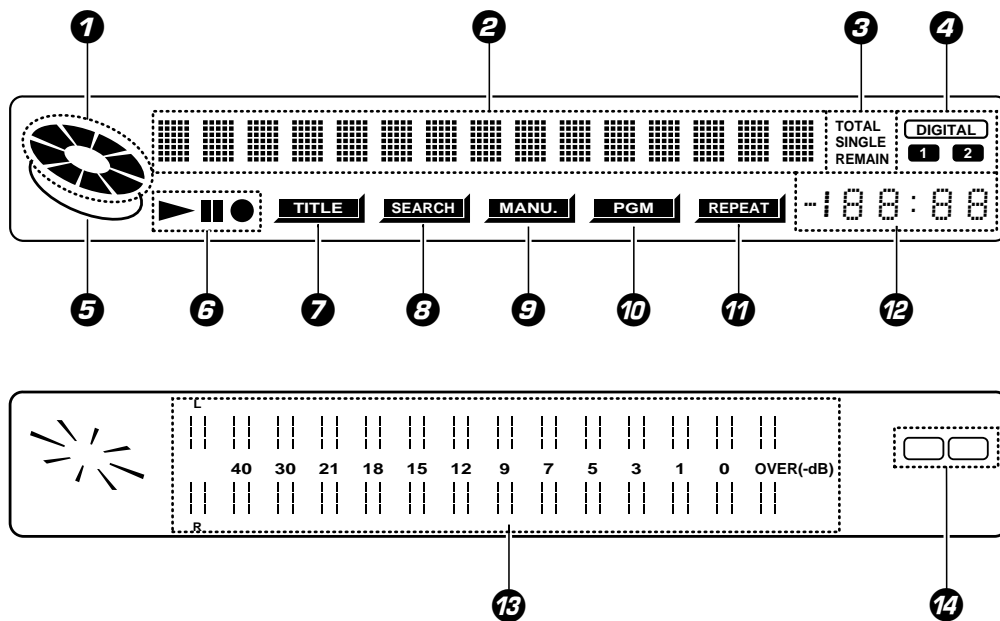 1 2 3 4
TOTAL
SINGLE
REMAIN
DIGITAL
1 2
TITLE SEARCH MANU. PGM REPEAT -188:88
5 6 7 8 9 10 11 12
L
40 30 21 18 15 12 9 7 5 3 1 0 OVER(-dB)
R
13 14